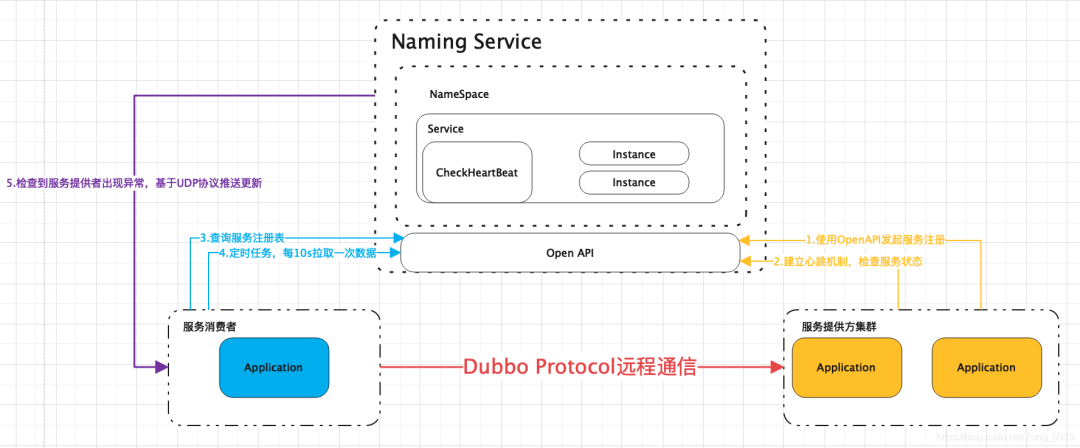 Naming Service
NameSpace
Service
CheckHeartBeat
Instance
Instance
5.检查到服务提供者出现异常，基于UDP协议推送更新
3.查询服务注册表
4.定时任务，每10s拉取一次数据
Open API
1.使用OpenAPI发起服务注册
2.建立心跳机制，检查服务状态
服务消费者
Application
Dubbo Protocol远程通信
服务提供方集群
Application
Application
https://blog.csdn.net/Zong_0915